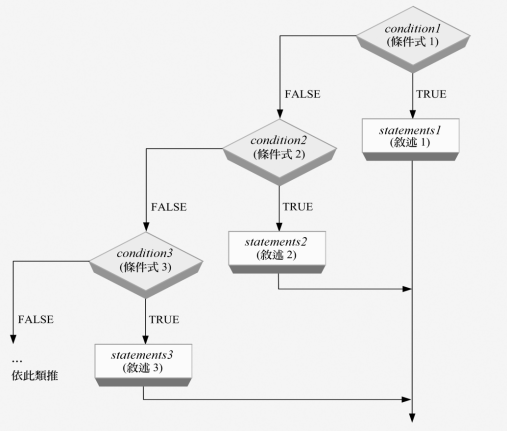 condition1
(條件式 1)
FALSE
TRUE
condition2
(條件式 2)
statements1
(敘述 1)
FALSE
TRUE
condition3
(條件式 3)
statements2
(敘述 2)
FALSE
TRUE
...
依此類推
statements3
(敘述 3)